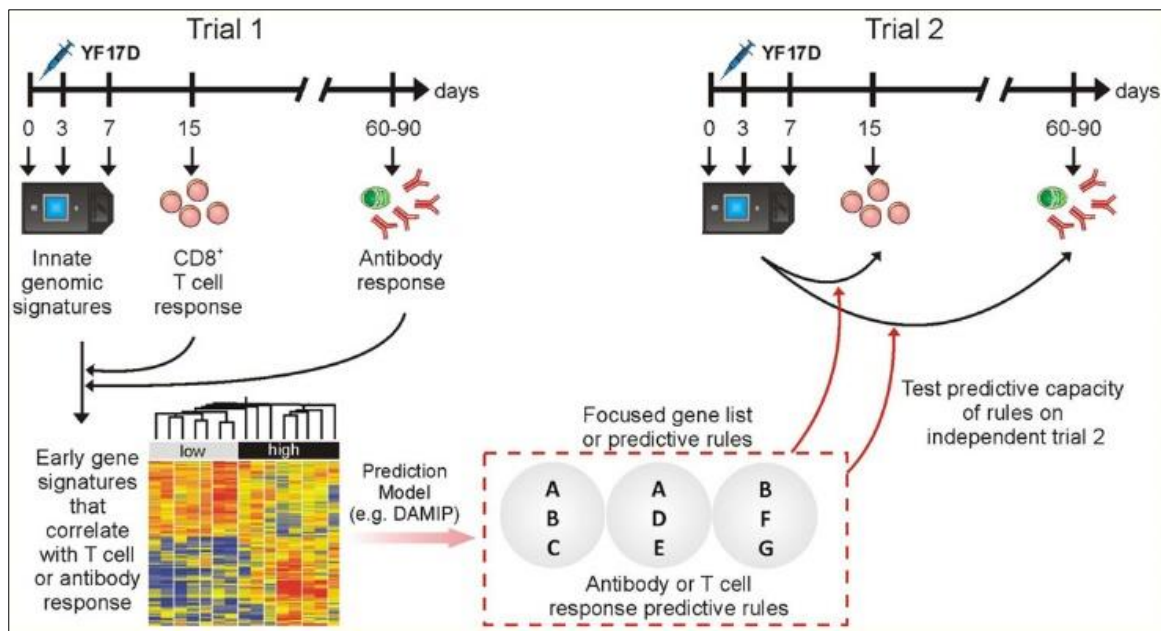 Trial 1
YF17D
days
0 3 7 15 60-90
Innate
genomic
signatures
CD8+
T cell
response
Antibody
response
Early gene
signatures
that
correlate
with T cell
or antibody
response
low high
Prediction
Model
(e.g. DAMIP)
Focused gene list
or predictive rules
A A B
B D F
C E G
Antibody or T cell
response predictive rules
Trial 2
YF17D
days
0 3 7 15 60-90
Test predictive capacity
of rules on
independent trial 2